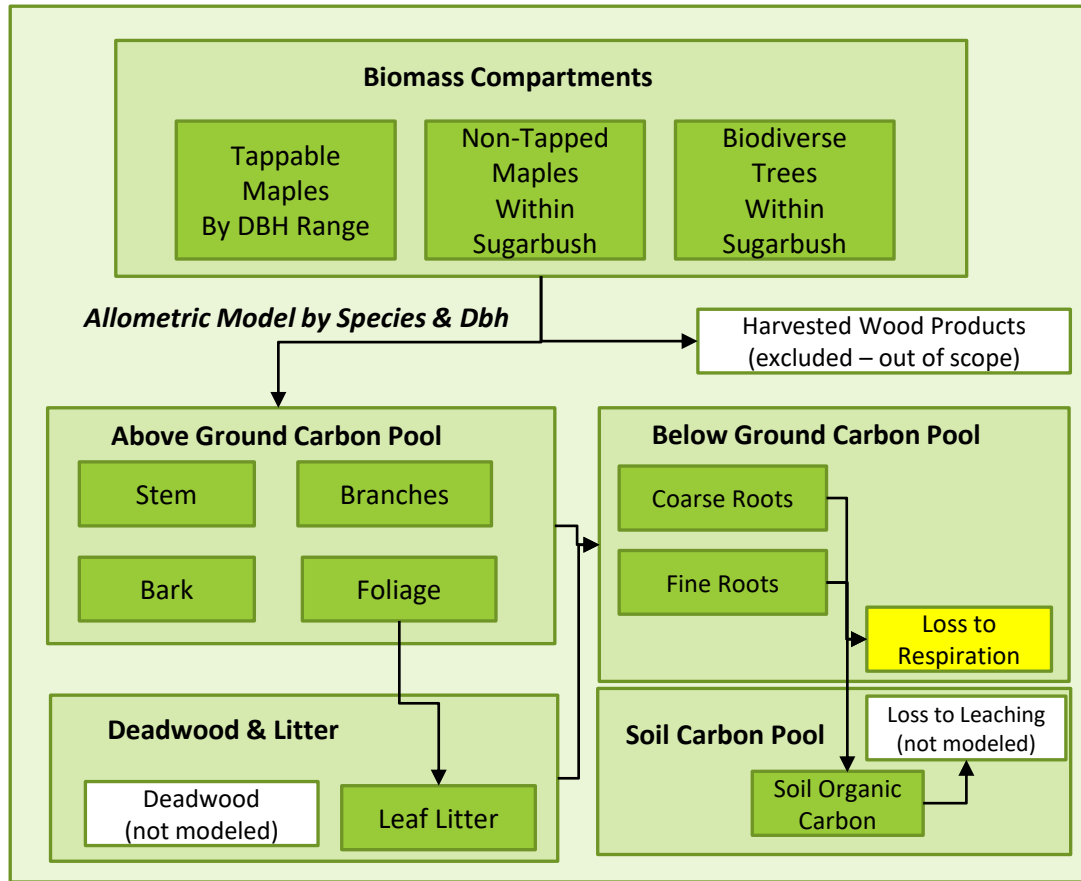 Biomass Compartments
Tappable
Maples
By DBH Range
Non-Tapped
Maples
Within
Sugarbush
Biodiverse
Trees
Within
Sugarbush
Allometric Model by Species & Dbh
Harvested Wood Products
(excluded – out of scope)
Above Ground Carbon Pool
Stem
Branches
Bark
Foliage
Below Ground Carbon Pool
Coarse Roots
Fine Roots
Loss to
Respiration
Deadwood & Litter
Deadwood
(not modeled)
Leaf Litter
Soil Carbon Pool
Loss to Leaching
(not modeled)
Soil Organic
Carbon